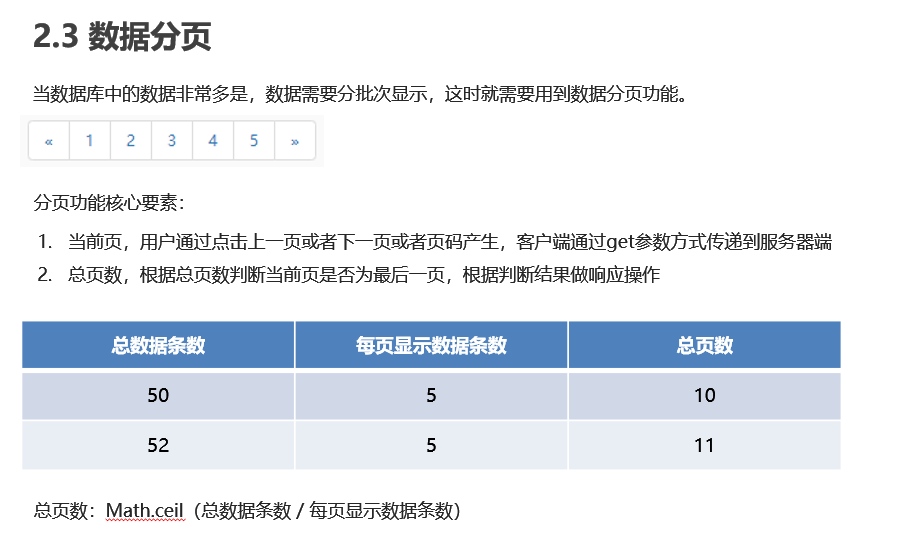 2.3 数据分页
当数据库中的数据非常多是，数据需要分批次显示，这时就需要用到数据分页功能。
« 1 2 3 4 5 »
分页功能核心要素：
1. 当前页，用户通过点击上一页或者下一页或者页码产生，客户端通过get参数方式传递到服务器端
2. 总页数，根据总页数判断当前页是否为最后一页，根据判断结果做响应操作
总数据条数 每页显示数据条数 总页数
50 5 10
52 5 11
总页数：Math.ceil（总数据条数 / 每页显示数据条数）